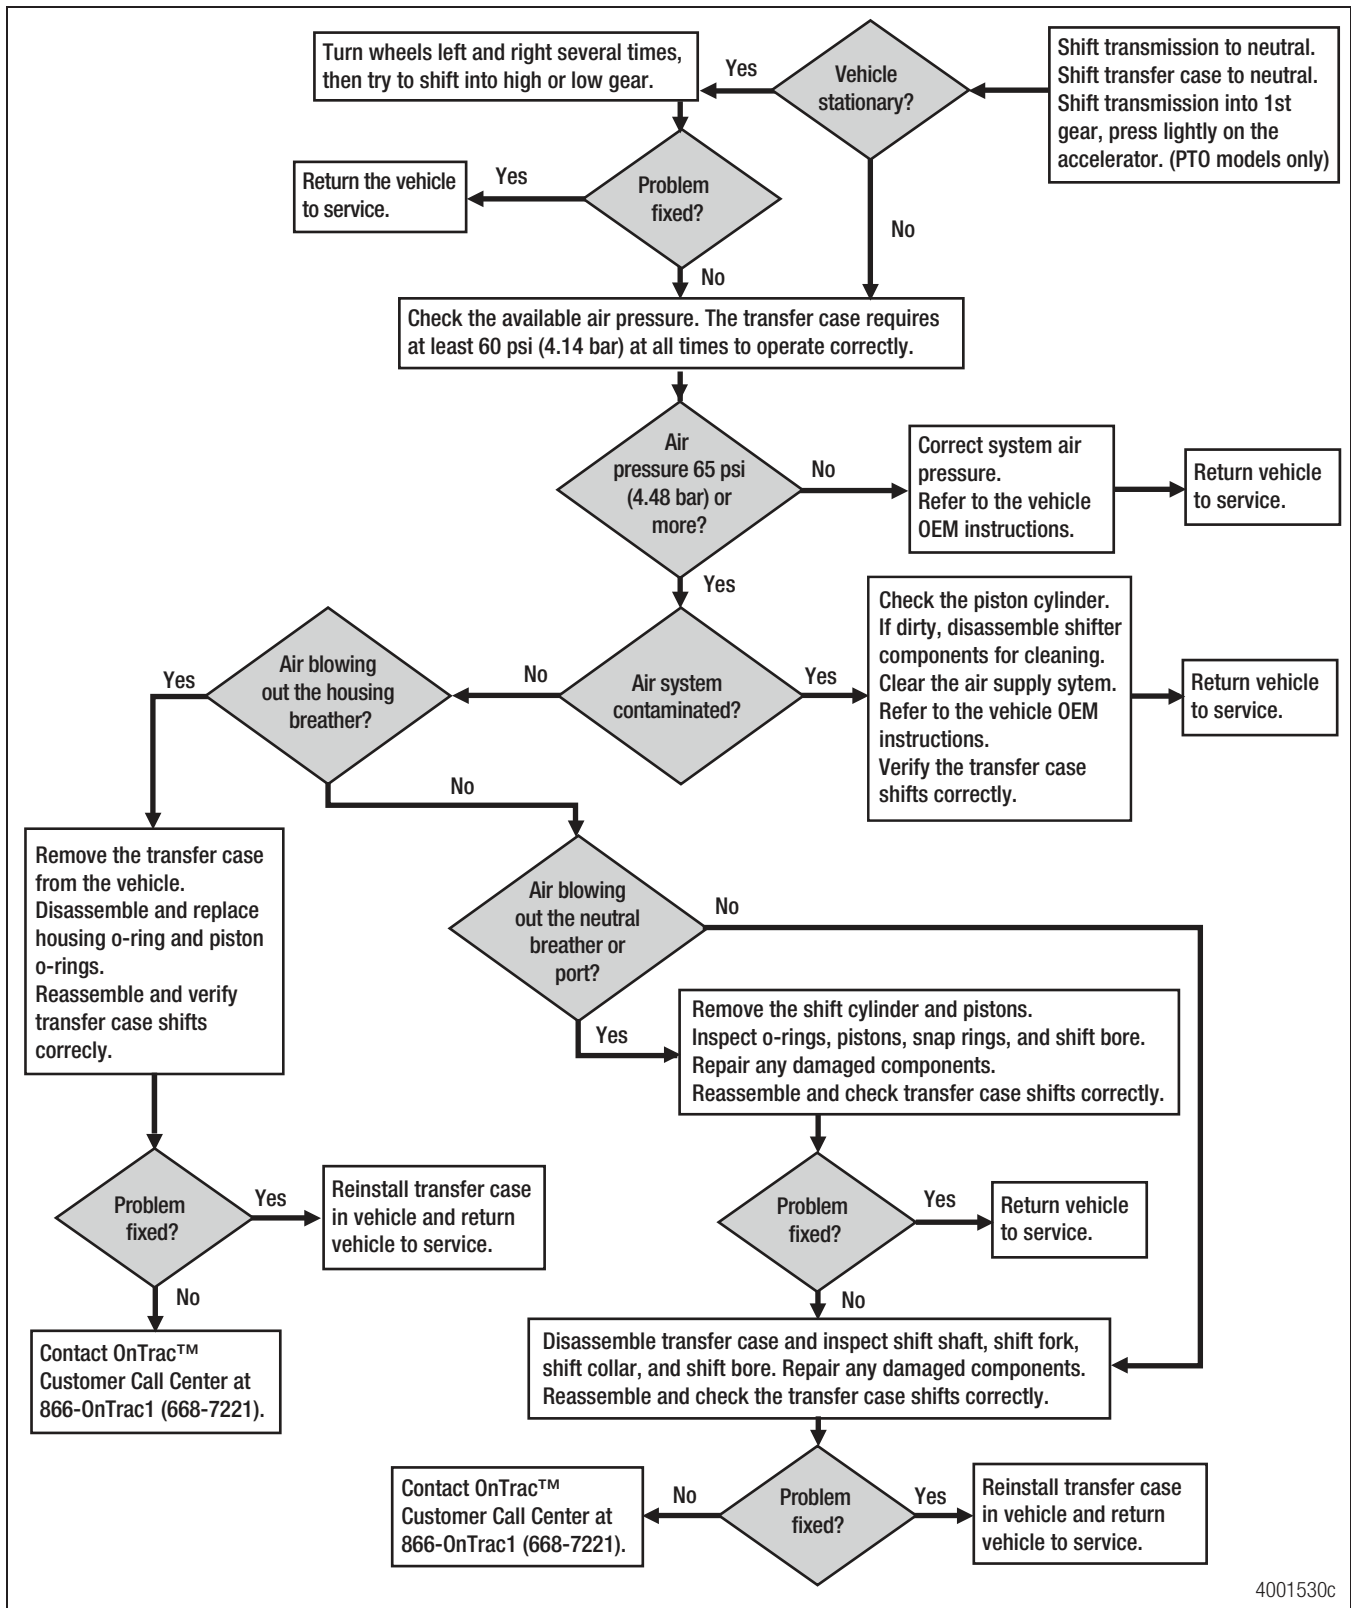 Shift transmission to neutral.
Shift transfer case to neutral.
Shift transmission into 1st
gear, press lightly on the
accelerator. (PTO models only)
Vehicle
stationary?
Yes
Turn wheels left and right several times,
then try to shift into high or low gear.
Problem
fixed?
Yes
Return the vehicle
to service.
No
No
Check the available air pressure. The transfer case requires
at least 60 psi (4.14 bar) at all times to operate correctly.
Air
pressure 65 psi
(4.48 bar) or
more?
No
Correct system air
pressure.
Refer to the vehicle
OEM instructions.
Return vehicle
to service.
Yes
Air system
contaminated?
Yes
Check the piston cylinder.
If dirty, disassemble shifter
components for cleaning.
Clear the air supply sytem.
Refer to the vehicle OEM
instructions.
Verify the transfer case
shifts correctly.
Return vehicle
to service.
No
Air blowing
out the housing
breather?
Yes
Remove the transfer case
from the vehicle.
Disassemble and replace
housing o-ring and piston
o-rings.
Reassemble and verify
transfer case shifts
correcly.
Problem
fixed?
Yes
Reinstall transfer case
in vehicle and return
vehicle to service.
No
Contact OnTrac™
Customer Call Center at
866-OnTrac1 (668-7221).
No
Air blowing
out the neutral
breather or
port?
No
Yes
Remove the shift cylinder and pistons.
Inspect o-rings, pistons, snap rings, and shift bore.
Repair any damaged components.
Reassemble and check transfer case shifts correctly.
Problem
fixed?
Yes
Return vehicle
to service.
No
Disassemble transfer case and inspect shift shaft, shift fork,
shift collar, and shift bore. Repair any damaged components.
Reassemble and check the transfer case shifts correctly.
Problem
fixed?
No
Contact OnTrac™
Customer Call Center at
866-OnTrac1 (668-7221).
Yes
Reinstall transfer case
in vehicle and return
vehicle to service.
4001530c